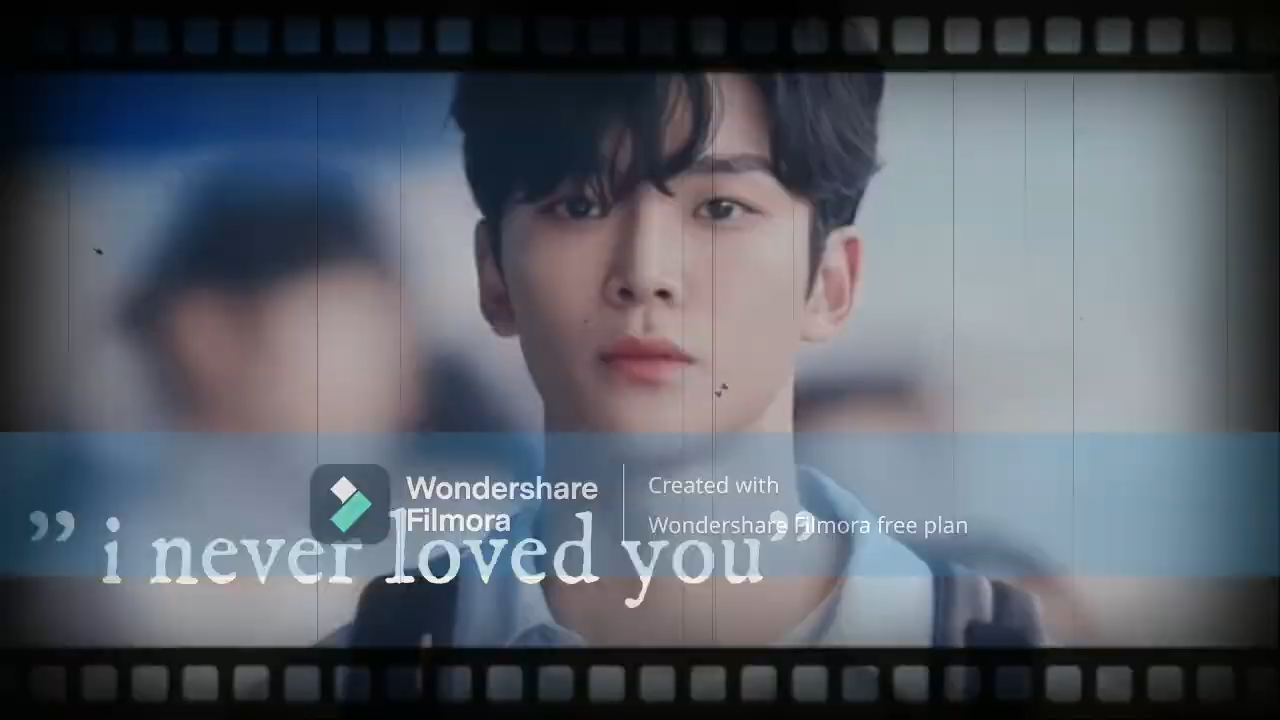 Wondershare
Filmora
Created with
Wondershare Filmora free plan
” i never loved you”